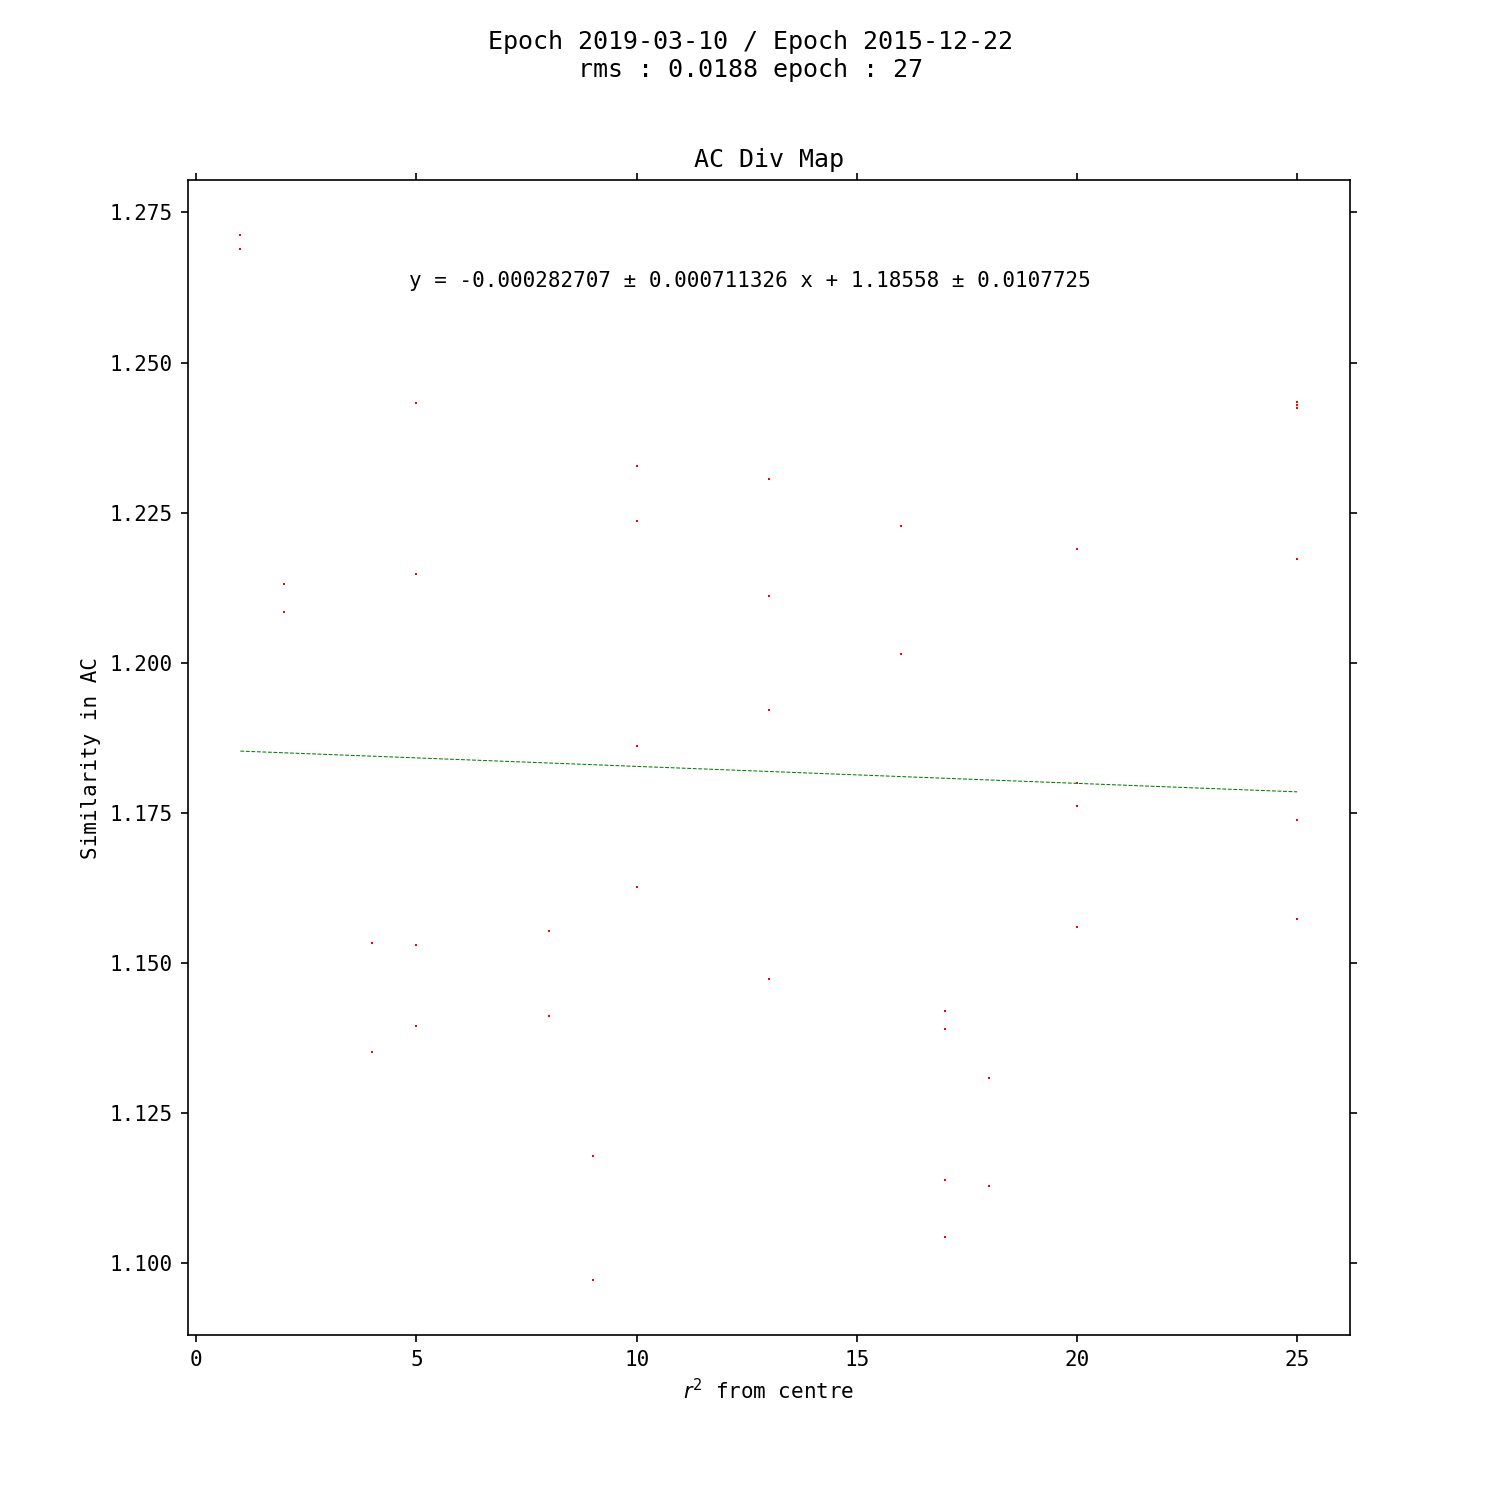 Epoch 2019-03-10 / Epoch 2015-12-22
rms : 0.0188 epoch : 27
AC Div Map
1.275
y = -0.000282707 ± 0.000711326 x + 1.18558 ± 0.0107725
1.250
1.225
1.200
1.175
1.150
1.125
1.100
Similarity in AC
0 5 10 15 20 25
r² from centre